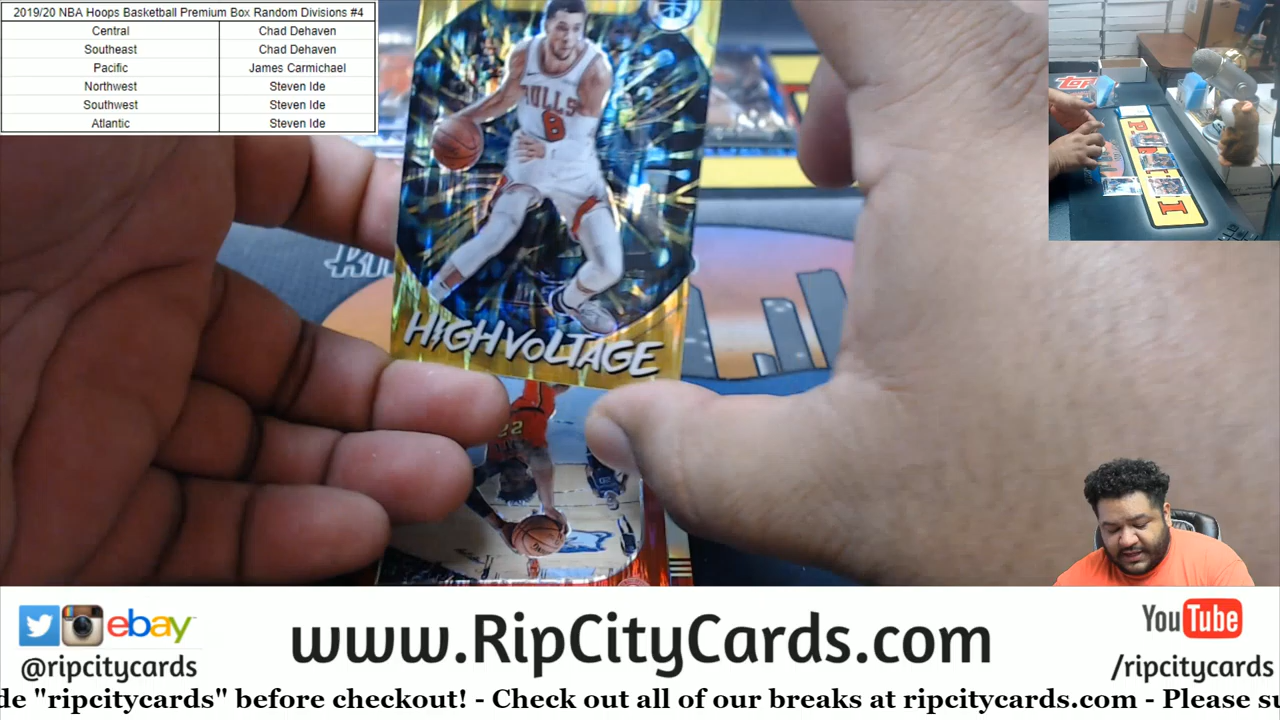 2019/20 NBA Hoops Basketball Premium Box Random Divisions #4
Central Chad Dehaven
Southeast Chad Dehaven
Pacific James Carmichael
Northwest Steven Ide
Southwest Steven Ide
Atlantic Steven Ide
BULLS
8
HIGH VOLTAGE
22
Topps
ebay
@ripcitycards
www.RipCityCards.com
YouTube
/ripcitycards
de "ripcitycards" before checkout! - Check out all of our breaks at ripcitycards.com - Please su